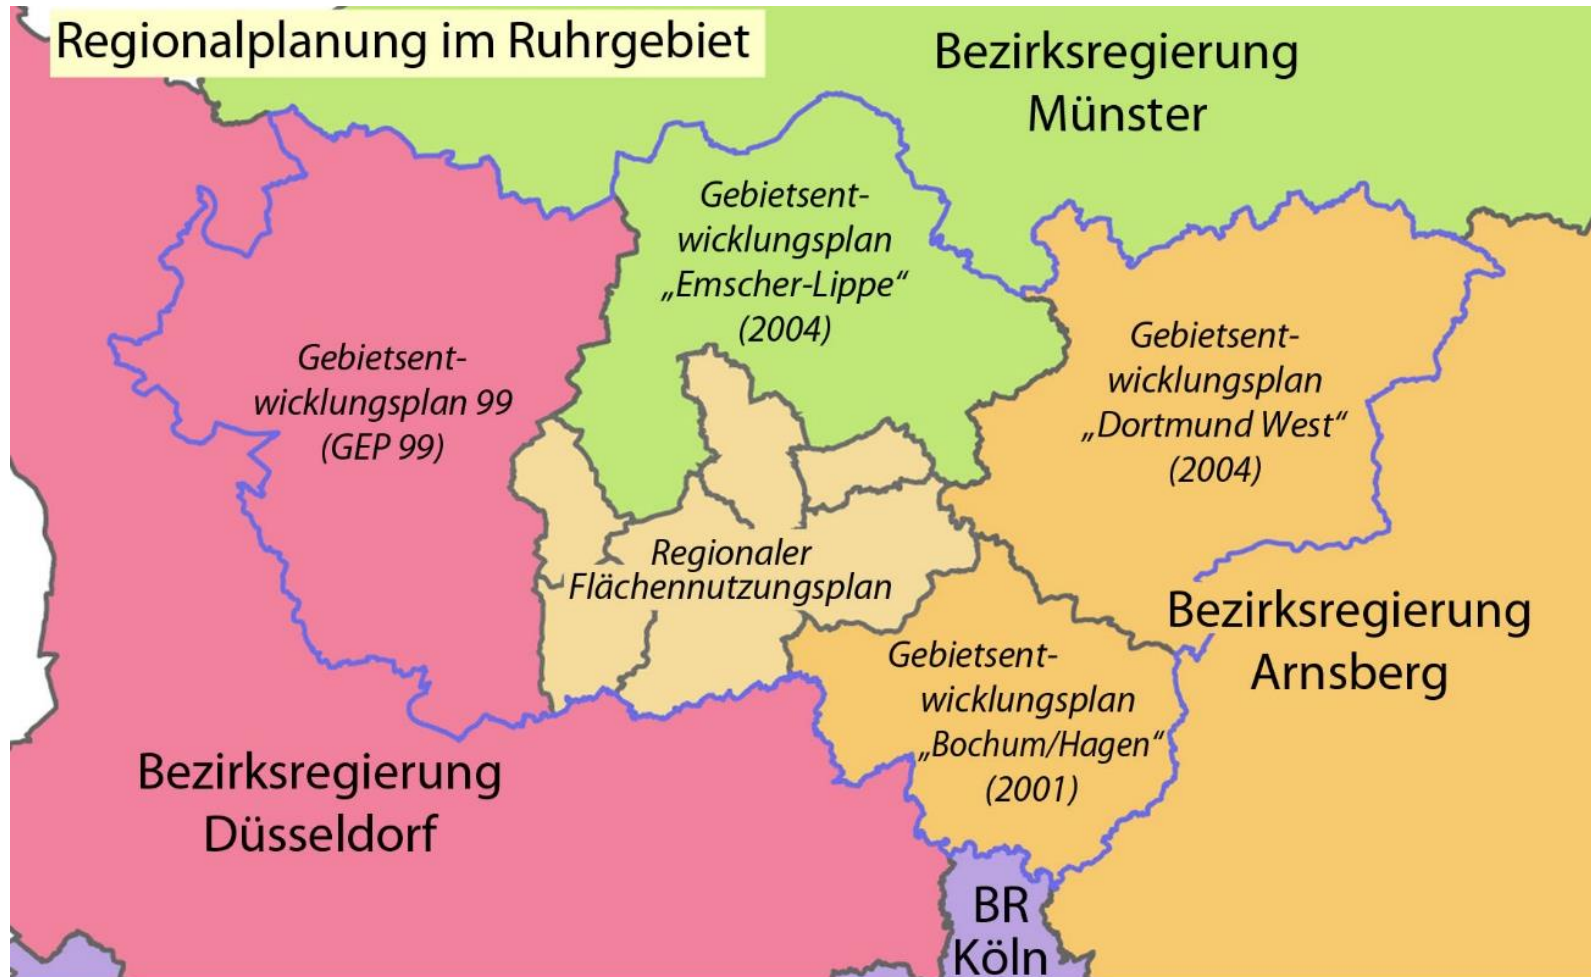 Regionalplanung im Ruhrgebiet
Bezirksregierung
Münster
Gebietsent-
wicklungsplan
„Emscher-Lippe“
(2004)
Gebietsent-
wicklungsplan 99
(GEP 99)
Gebietsent-
wicklungsplan
„Dortmund West“
(2004)
Regionaler
Flächennutzungsplan
Bezirksregierung
Arnsberg
Gebietsent-
wicklungsplan
„Bochum/Hagen“
(2001)
Bezirksregierung
Düsseldorf
BR
Köln